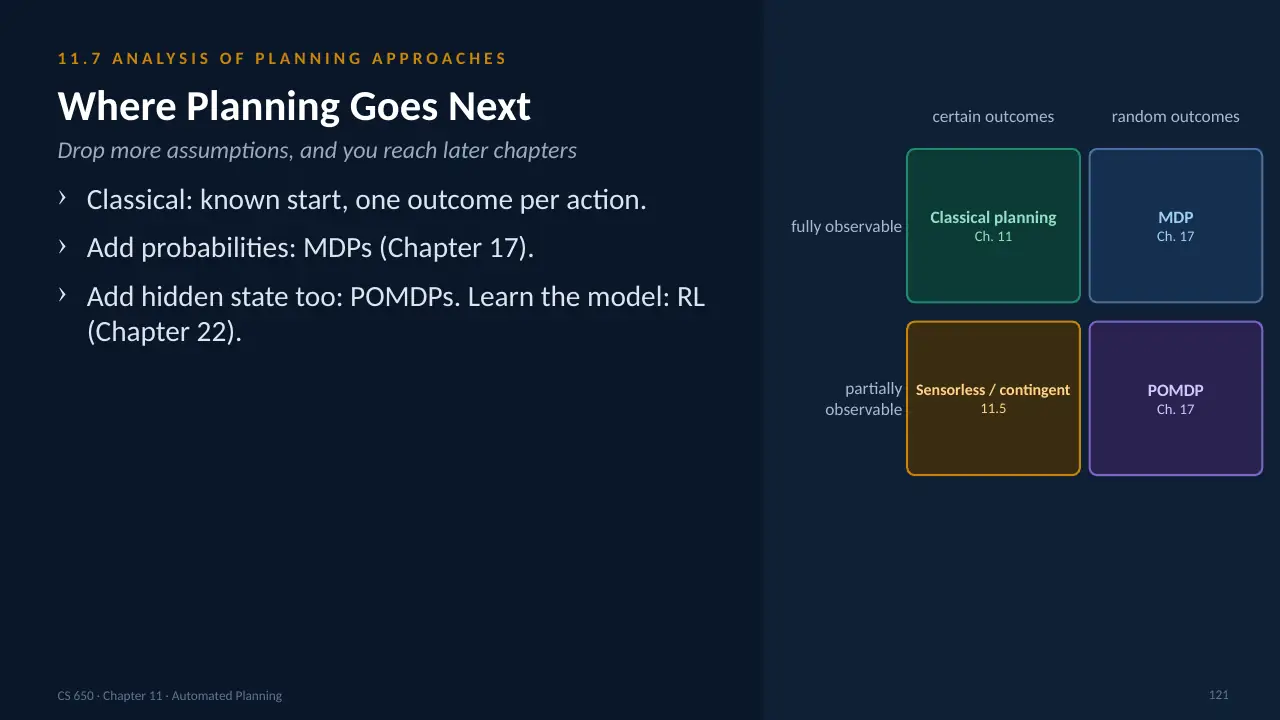 11.7 ANALYSIS OF PLANNING APPROACHES
Where Planning Goes Next
Drop more assumptions, and you reach later chapters
› Classical: known start, one outcome per action.
› Add probabilities: MDPs (Chapter 17).
› Add hidden state too: POMDPs. Learn the model: RL
(Chapter 22).
certain outcomes
random outcomes
fully observable
Classical planning
Ch. 11
MDP
Ch. 17
partially
observable
Sensorless / contingent
11.5
POMDP
Ch. 17
CS 650 · Chapter 11 · Automated Planning
121